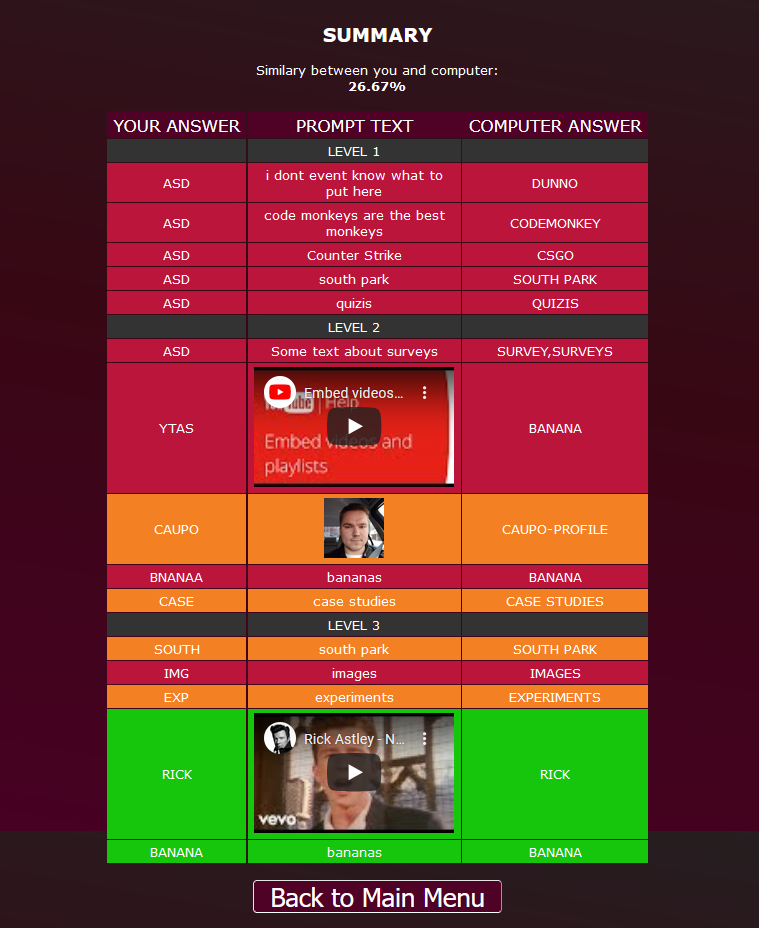 SUMMARY
Similary between you and computer:
26.67%
YOUR ANSWER PROMPT TEXT COMPUTER ANSWER
LEVEL 1
ASD i dont event know what to put here DUNNO
ASD code monkeys are the best monkeys CODEMONKEY
ASD Counter Strike CSGO
ASD south park SOUTH PARK
ASD quizis QUIZIS
LEVEL 2
ASD Some text about surveys SURVEY,SURVEYS
Embed videos...
Help
YTAS Embed videos and BANANA
playlists
CAUPO CAUPO-PROFILE
BNANAA bananas BANANA
CASE case studies CASE STUDIES
LEVEL 3
SOUTH south park SOUTH PARK
IMG images IMAGES
EXP experiments EXPERIMENTS
Rick Astley - N...
RICK RICK
vevo
BANANA bananas BANANA
Back to Main Menu